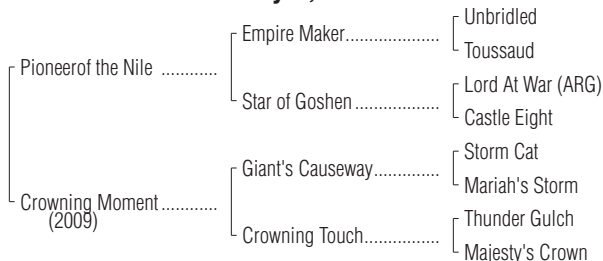 Unbridled
Empire Maker....................
Toussaud
Pioneerof the Nile ............
Lord At War (ARG)
Star of Goshen ..................
Castle Eight
Storm Cat
Giant's Causeway..............
Mariah's Storm
Crowning Moment ............
(2009)
Thunder Gulch
Crowning Touch.................
Majesty's Crown